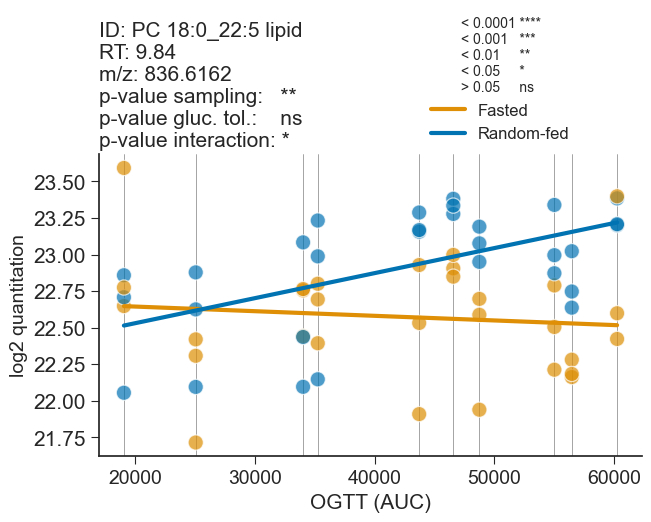 ID: PC 18:0_22:5 lipid
RT: 9.84
m/z: 836.6162
p-value sampling: **
p-value gluc. tol.: ns
p-value interaction: *
< 0.0001 ****
< 0.001 ***
< 0.01 **
< 0.05 *
> 0.05 ns
Fasted
Random-fed
log2 quantitation
23.50
23.25
23.00
22.75
22.50
22.25
22.00
21.75
20000 30000 40000 50000 60000
OGTT (AUC)